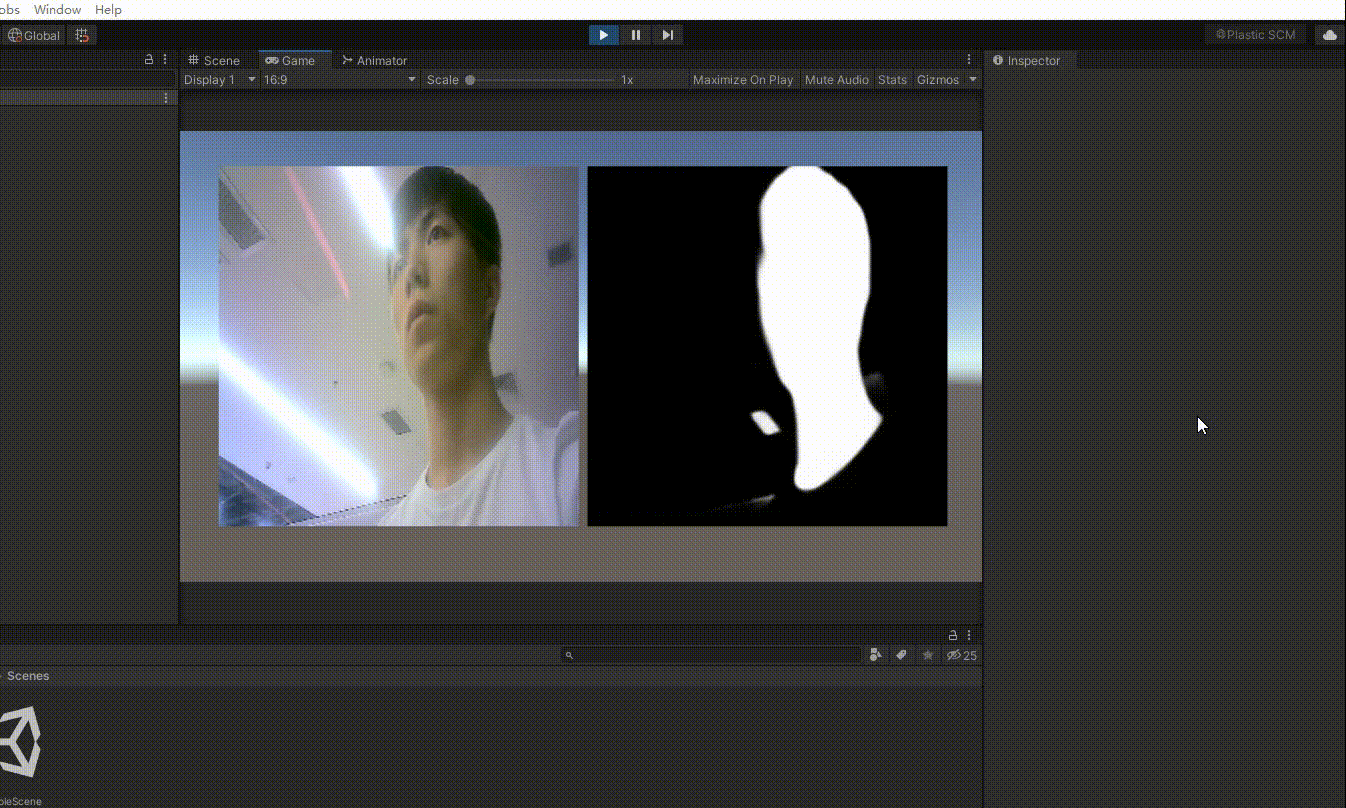 obs Window Help
Global
Plastic SCM
Scene Game Animator
Inspector
Display 1 16:9 Scale 1x Maximize On Play Mute Audio Stats Gizmos
25
Scenes
pleScene